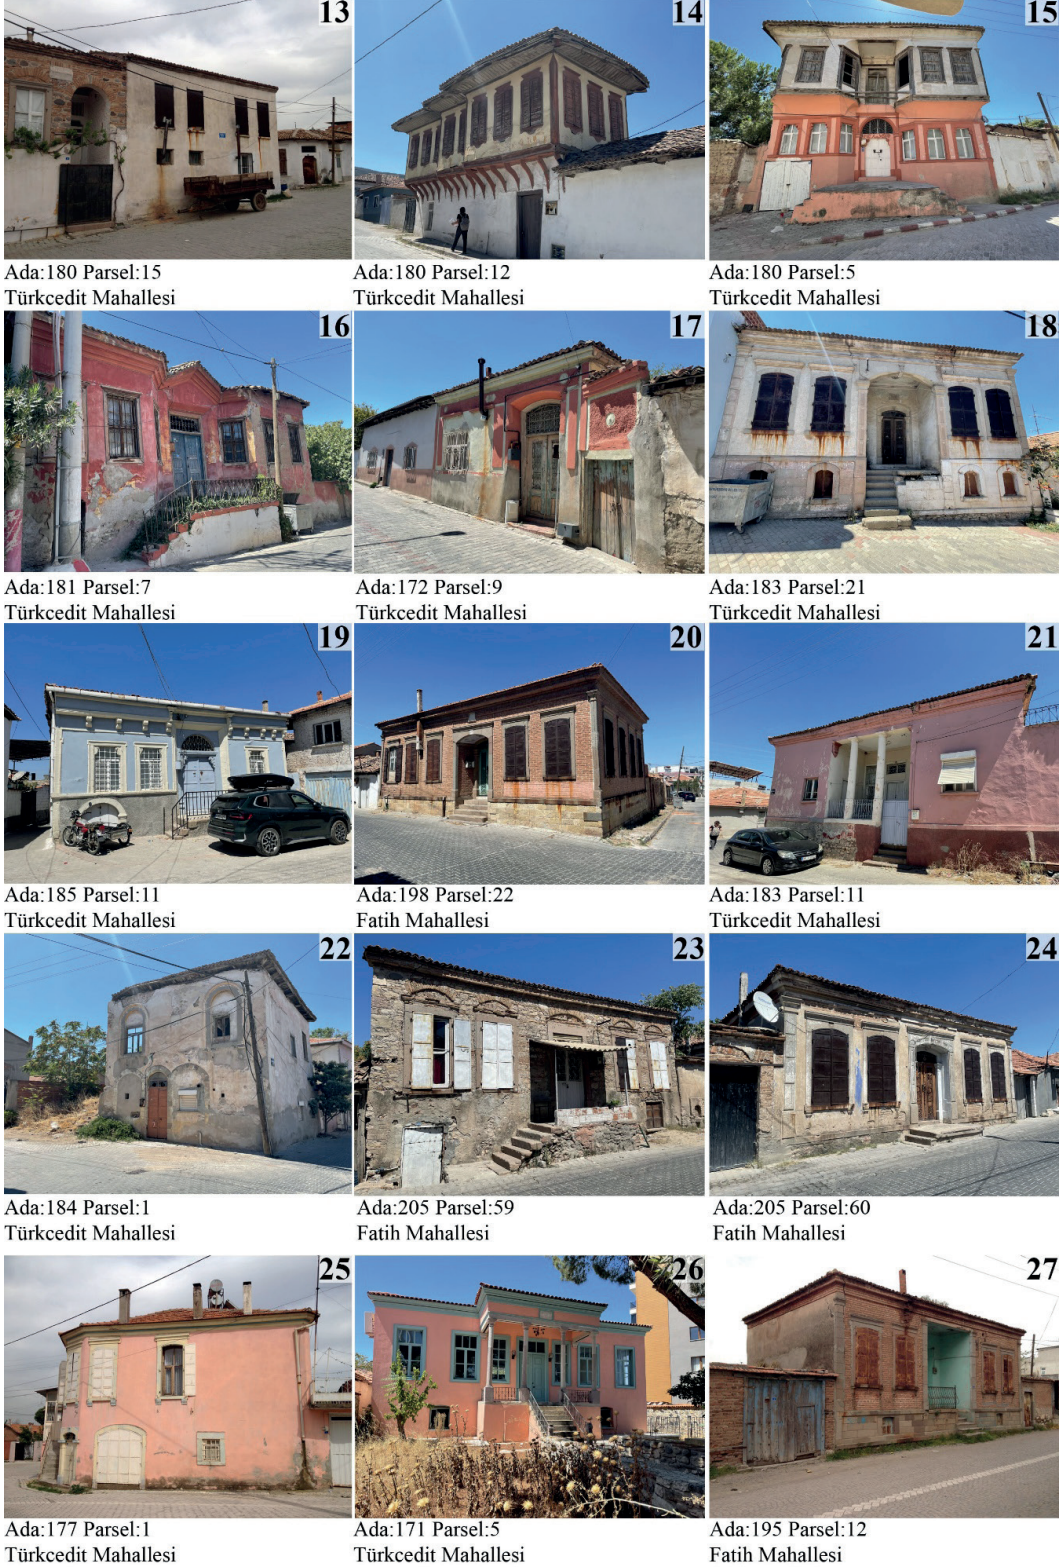 13
14
15
Ada:180 Parsel:15
Türkcedit Mahallesi
Ada:180 Parsel:12
Türkcedit Mahallesi
Ada:180 Parsel:5
Türkcedit Mahallesi
16
17
18
Ada:181 Parsel:7
Türkcedit Mahallesi
Ada:172 Parsel:9
Türkcedit Mahallesi
Ada:183 Parsel:21
Türkcedit Mahallesi
19
20
21
Ada:185 Parsel:11
Türkcedit Mahallesi
Ada:198 Parsel:22
Fatih Mahallesi
Ada:183 Parsel:11
Türkcedit Mahallesi
22
23
24
Ada:184 Parsel:1
Türkcedit Mahallesi
Ada:205 Parsel:59
Fatih Mahallesi
Ada:205 Parsel:60
Fatih Mahallesi
25
26
27
Ada:177 Parsel:1
Türkcedit Mahallesi
Ada:171 Parsel:5
Türkcedit Mahallesi
Ada:195 Parsel:12
Fatih Mahallesi